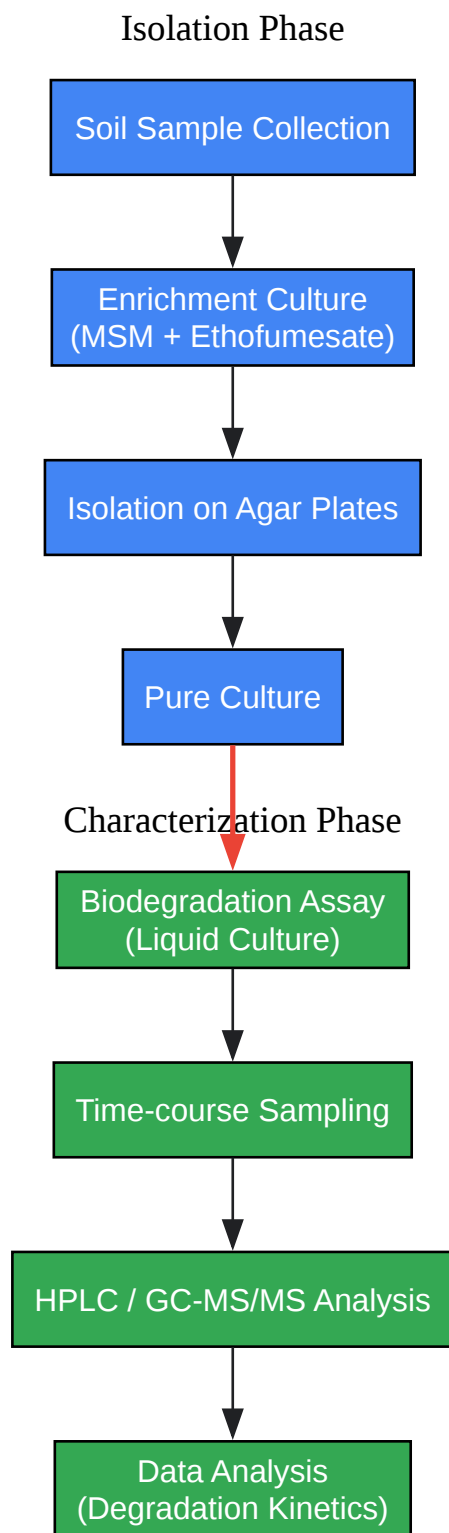 Isolation Phase
Soil Sample Collection
Enrichment Culture
(MSM + Ethofumesate)
Isolation on Agar Plates
Pure Culture
Characterization Phase
Biodegradation Assay
(Liquid Culture)
Time-course Sampling
HPLC / GC-MS/MS Analysis
Data Analysis
(Degradation Kinetics)